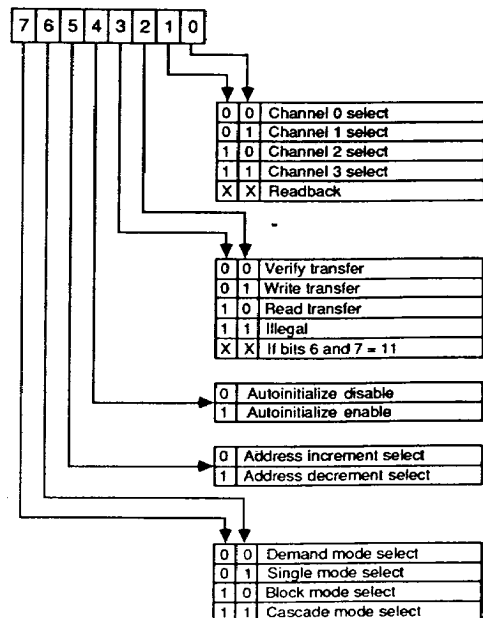 7 6 5 4 3 2 1 0
0 0 Channel 0 select
0 1 Channel 1 select
1 0 Channel 2 select
1 1 Channel 3 select
X X Readback
0 0 Verify transfer
0 1 Write transfer
1 0 Read transfer
1 1 Illegal
X X If bits 6 and 7 = 11
0 Autoinitialize disable
1 Autoinitialize enable
0 Address increment select
1 Address decrement select
0 0 Demand mode select
0 1 Single mode select
1 0 Block mode select
1 1 Cascade mode select